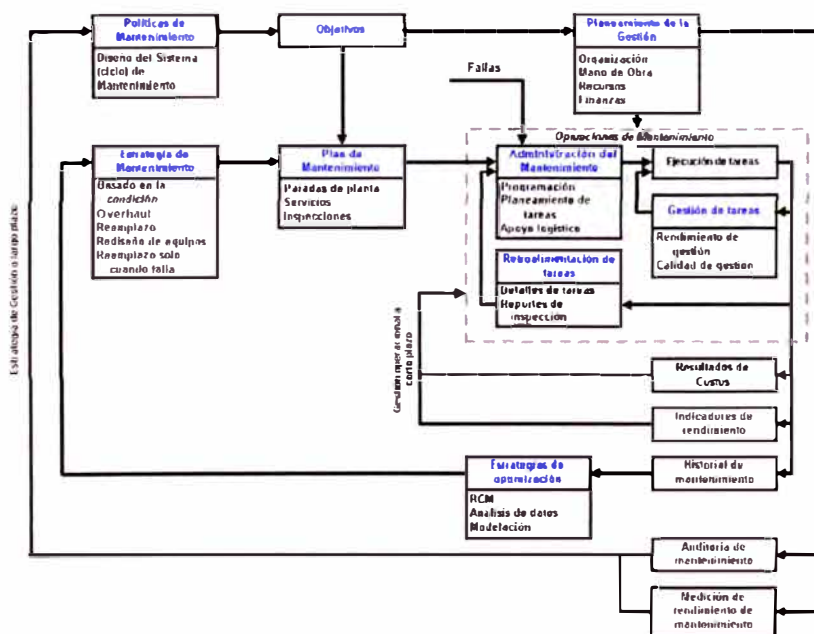 Políticas de
Mantenimiento
Diseño del Sistema
(ciclo) de
Mantenimiento
Objetivos
Planeamiento de la
Gestión
Organización
Mano de Obra
Recursos
Finanzas
Fallas
Operaciones de Mantenimiento
Estrategia de
Mantenimiento
Basado en la
condición
Overhaul
Reemplazo
Rediseño de equipos
Reemplazo solo
cuando falla
Plan de
Mantenimiento
Paradas de planta
Servicios
Inspecciones
Administración del
Mantenimiento
Programación
Planeamiento de
tareas
Apoyo logístico
Ejecución de tareas
Gestión de tareas
Rendimiento de
gestión
Calidad de gestion
Retroalimentación de
tareas
Detalles de tareas
Reportes de
inspección
Estrategia de Gestión a largo plazo
Gestión operacional a
corto plazo
Resultados de
Costos
Indicadores de
rendimiento
Historial de
mantenimiento
Estrategias de
optimización
RCM
Analisis de datos
Modelación
Auditoria de
mantenimiento
Medición de
rendimiento de
mantenimiento